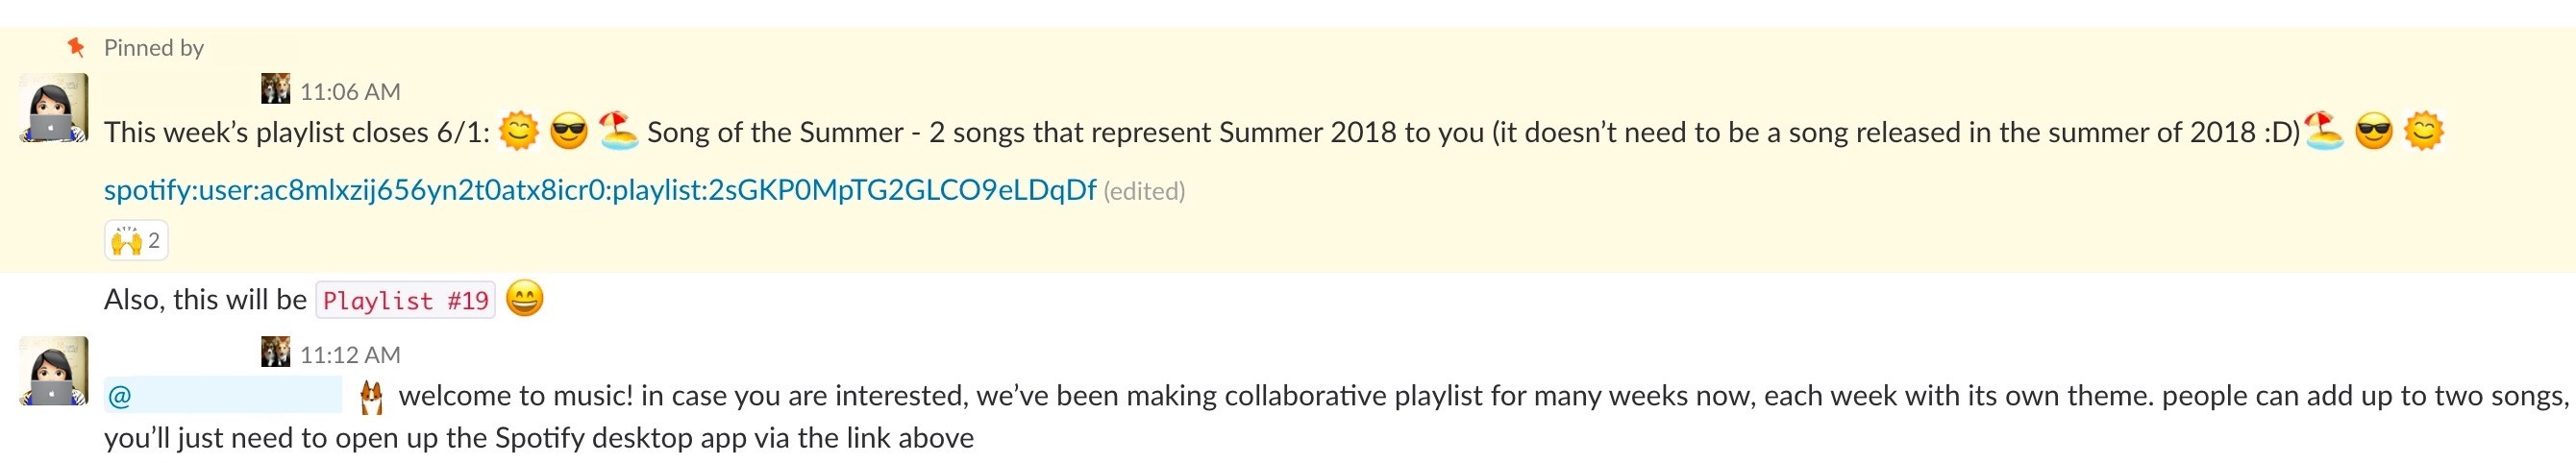 Pinned by
11:06 AM
This week’s playlist closes 6/1: 🌞 😎 🏖 Song of the Summer - 2 songs that represent Summer 2018 to you (it doesn’t need to be a song released in the summer of 2018 :D)🏖 😎 🌞
spotify:user:ac8mlxzij656yn2t0atx8icr0:playlist:2sGKP0MpTG2GLCO9eLDqDf (edited)
🙌 2
Also, this will be Playlist #19 😄
11:12 AM
@ welcome to music! in case you are interested, we’ve been making collaborative playlist for many weeks now, each week with its own theme. people can add up to two songs,
you’ll just need to open up the Spotify desktop app via the link above